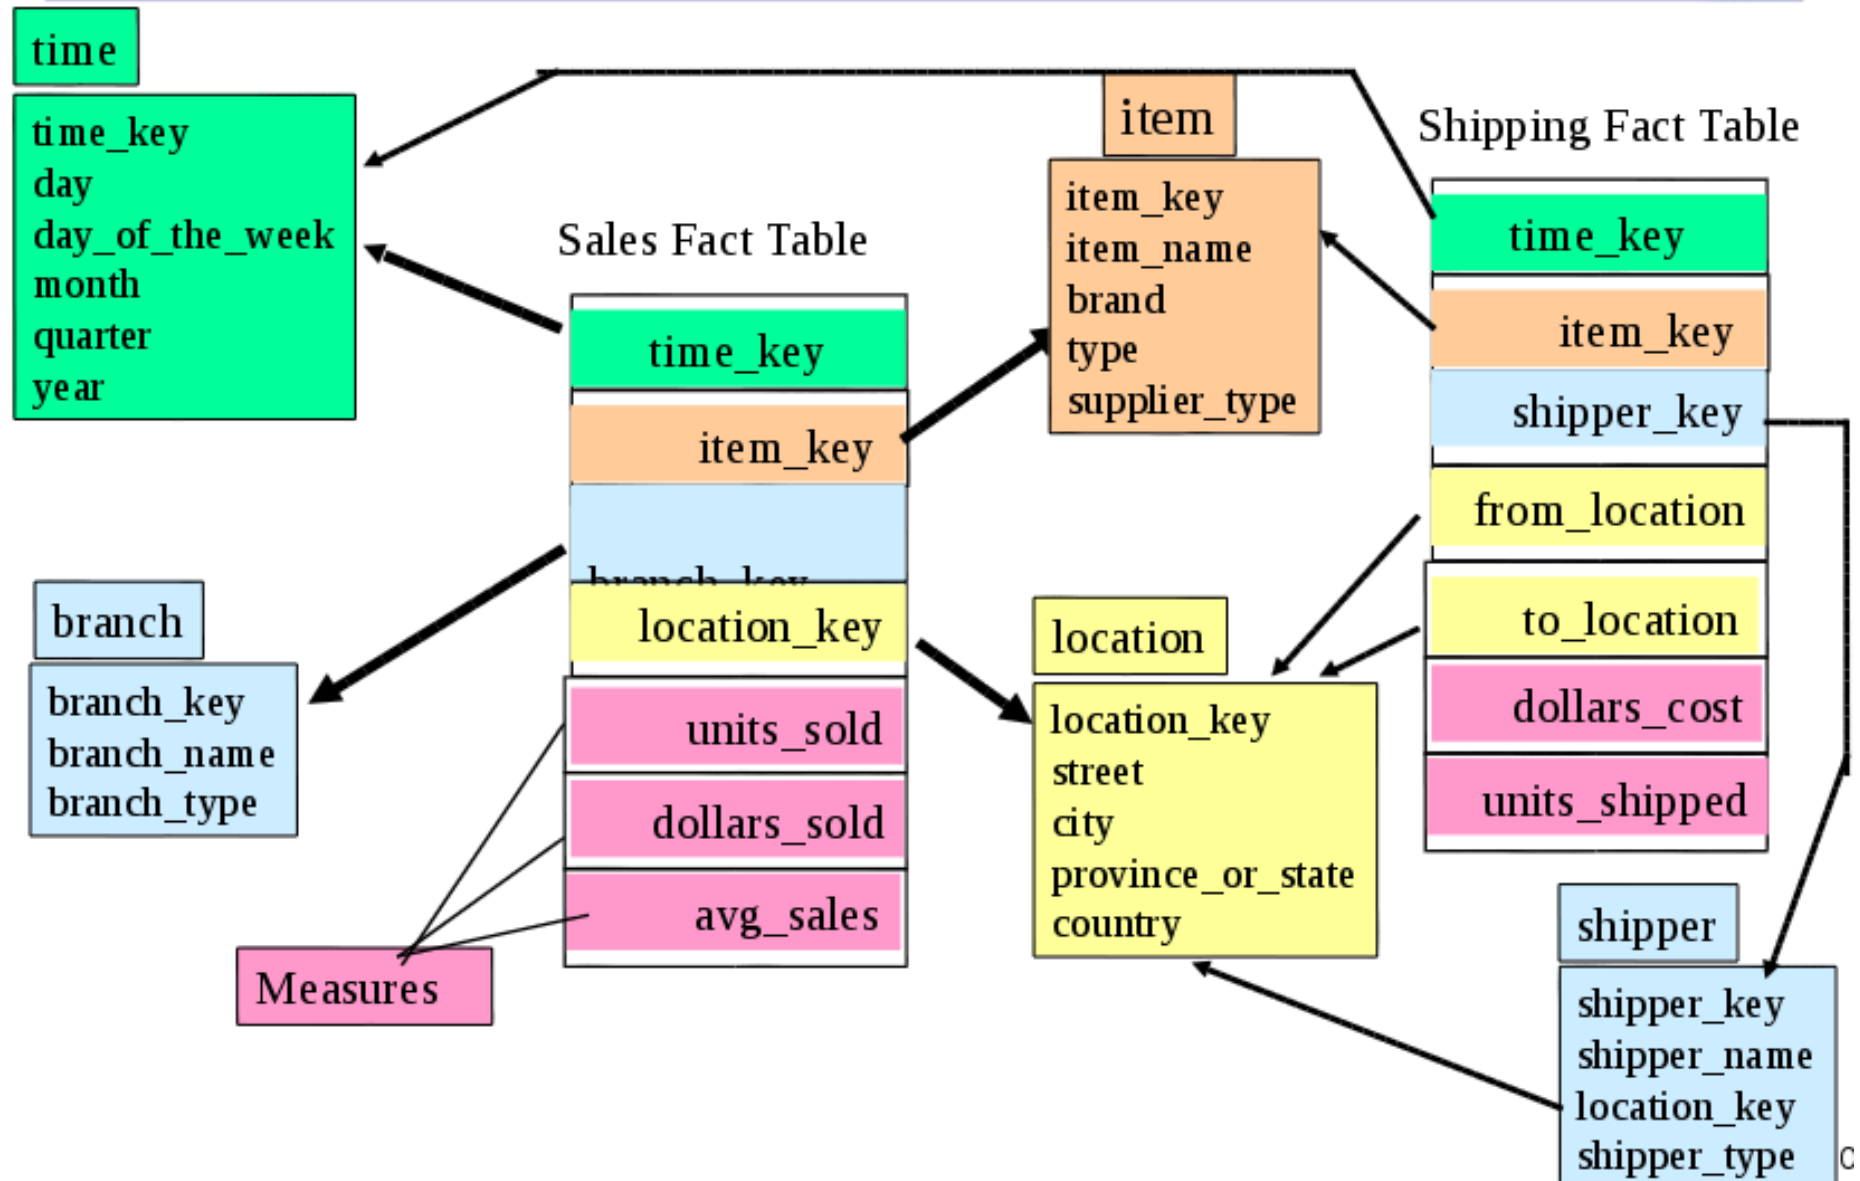 time
time_key
day
day_of_the_week
month
quarter
year
Sales Fact Table
time_key
item_key
branch_key
location_key
units_sold
dollars_sold
avg_sales
Measures
branch
branch_key
branch_name
branch_type
item
item_key
item_name
brand
type
supplier_type
location
location_key
street
city
province_or_state
country
Shipping Fact Table
time_key
item_key
shipper_key
from_location
to_location
dollars_cost
units_shipped
shipper
shipper_key
shipper_name
location_key
shipper_type